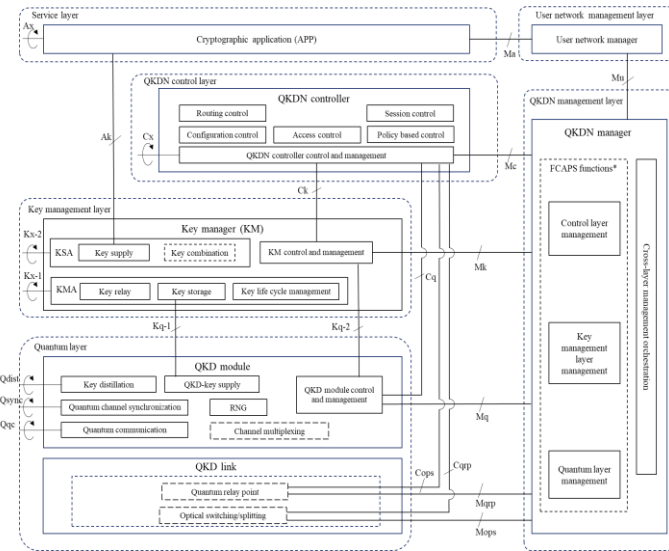 Service layer
User network management layer
Ax
Cryptographic application (APP)
User network manager
Ma
Mu
QKDN control layer
QKDN management layer
QKDN controller
QKDN manager
Routing control
Session control
Configuration control
Access control
Policy based control
Ak
Cx
QKDN controller control and management
Mc
FCAPS functions*
Ck
Key management layer
Control layer
management
Key manager (KM)
Kx-2
KSA
Key supply
Key combination
KM control and management
Mk
Kx-1
Cq
KMA
Key relay
Key storage
Key life cycle management
Cross-layer management orchestration
Kq-1
Kq-2
Key
management
layer
management
Quantum layer
QKD module
Qdist
Key distillation
QKD-key supply
QKD module control
and management
Qsync
Quantum channel synchronization
RNG
Mq
Qqc
Quantum communication
Channel multiplexing
QKD link
Cops
Cqrp
Quantum layer
management
Quantum relay point
Mqrp
Optical switching/splitting
Mops